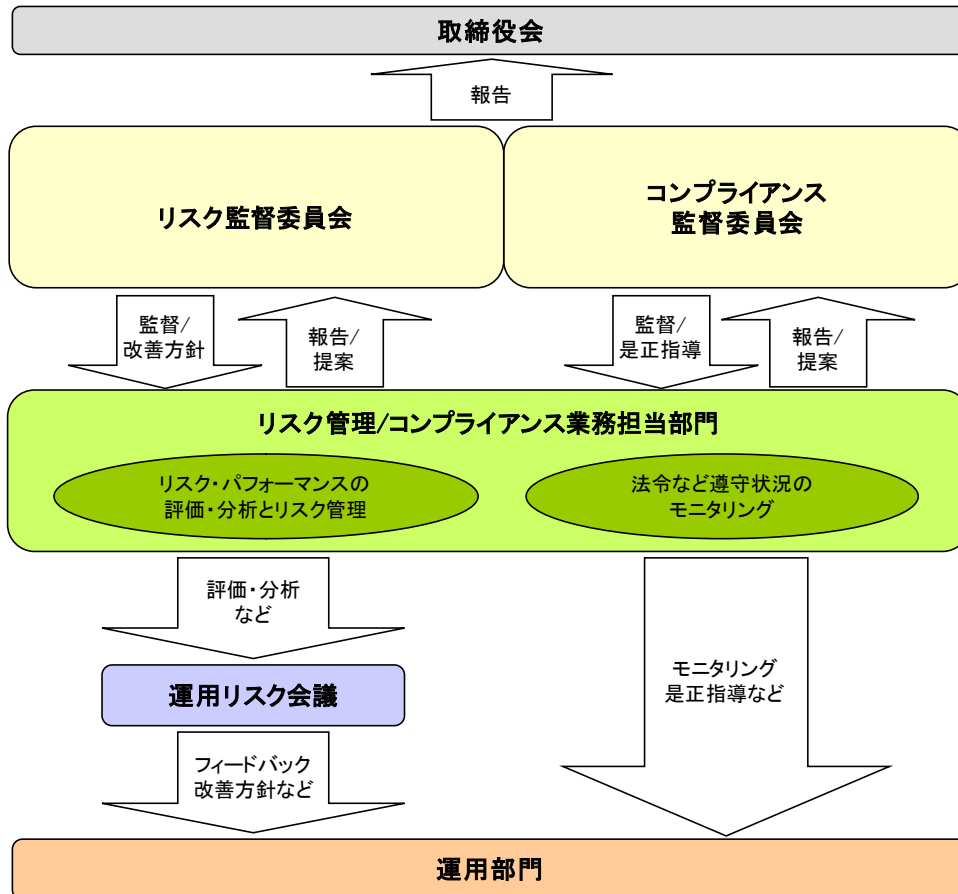 取締役会
報告
リスク監督委員会
コンプライアンス
監督委員会
監督/
改善方針
報告/
提案
監督/
是正指導
報告/
提案
リスク管理/コンプライアンス業務担当部門
リスク・パフォーマンスの
評価・分析とリスク管理
法令など遵守状況の
モニタリング
評価・分析
など
運用リスク会議
モニタリング
是正指導など
フィードバック
改善方針など
運用部門